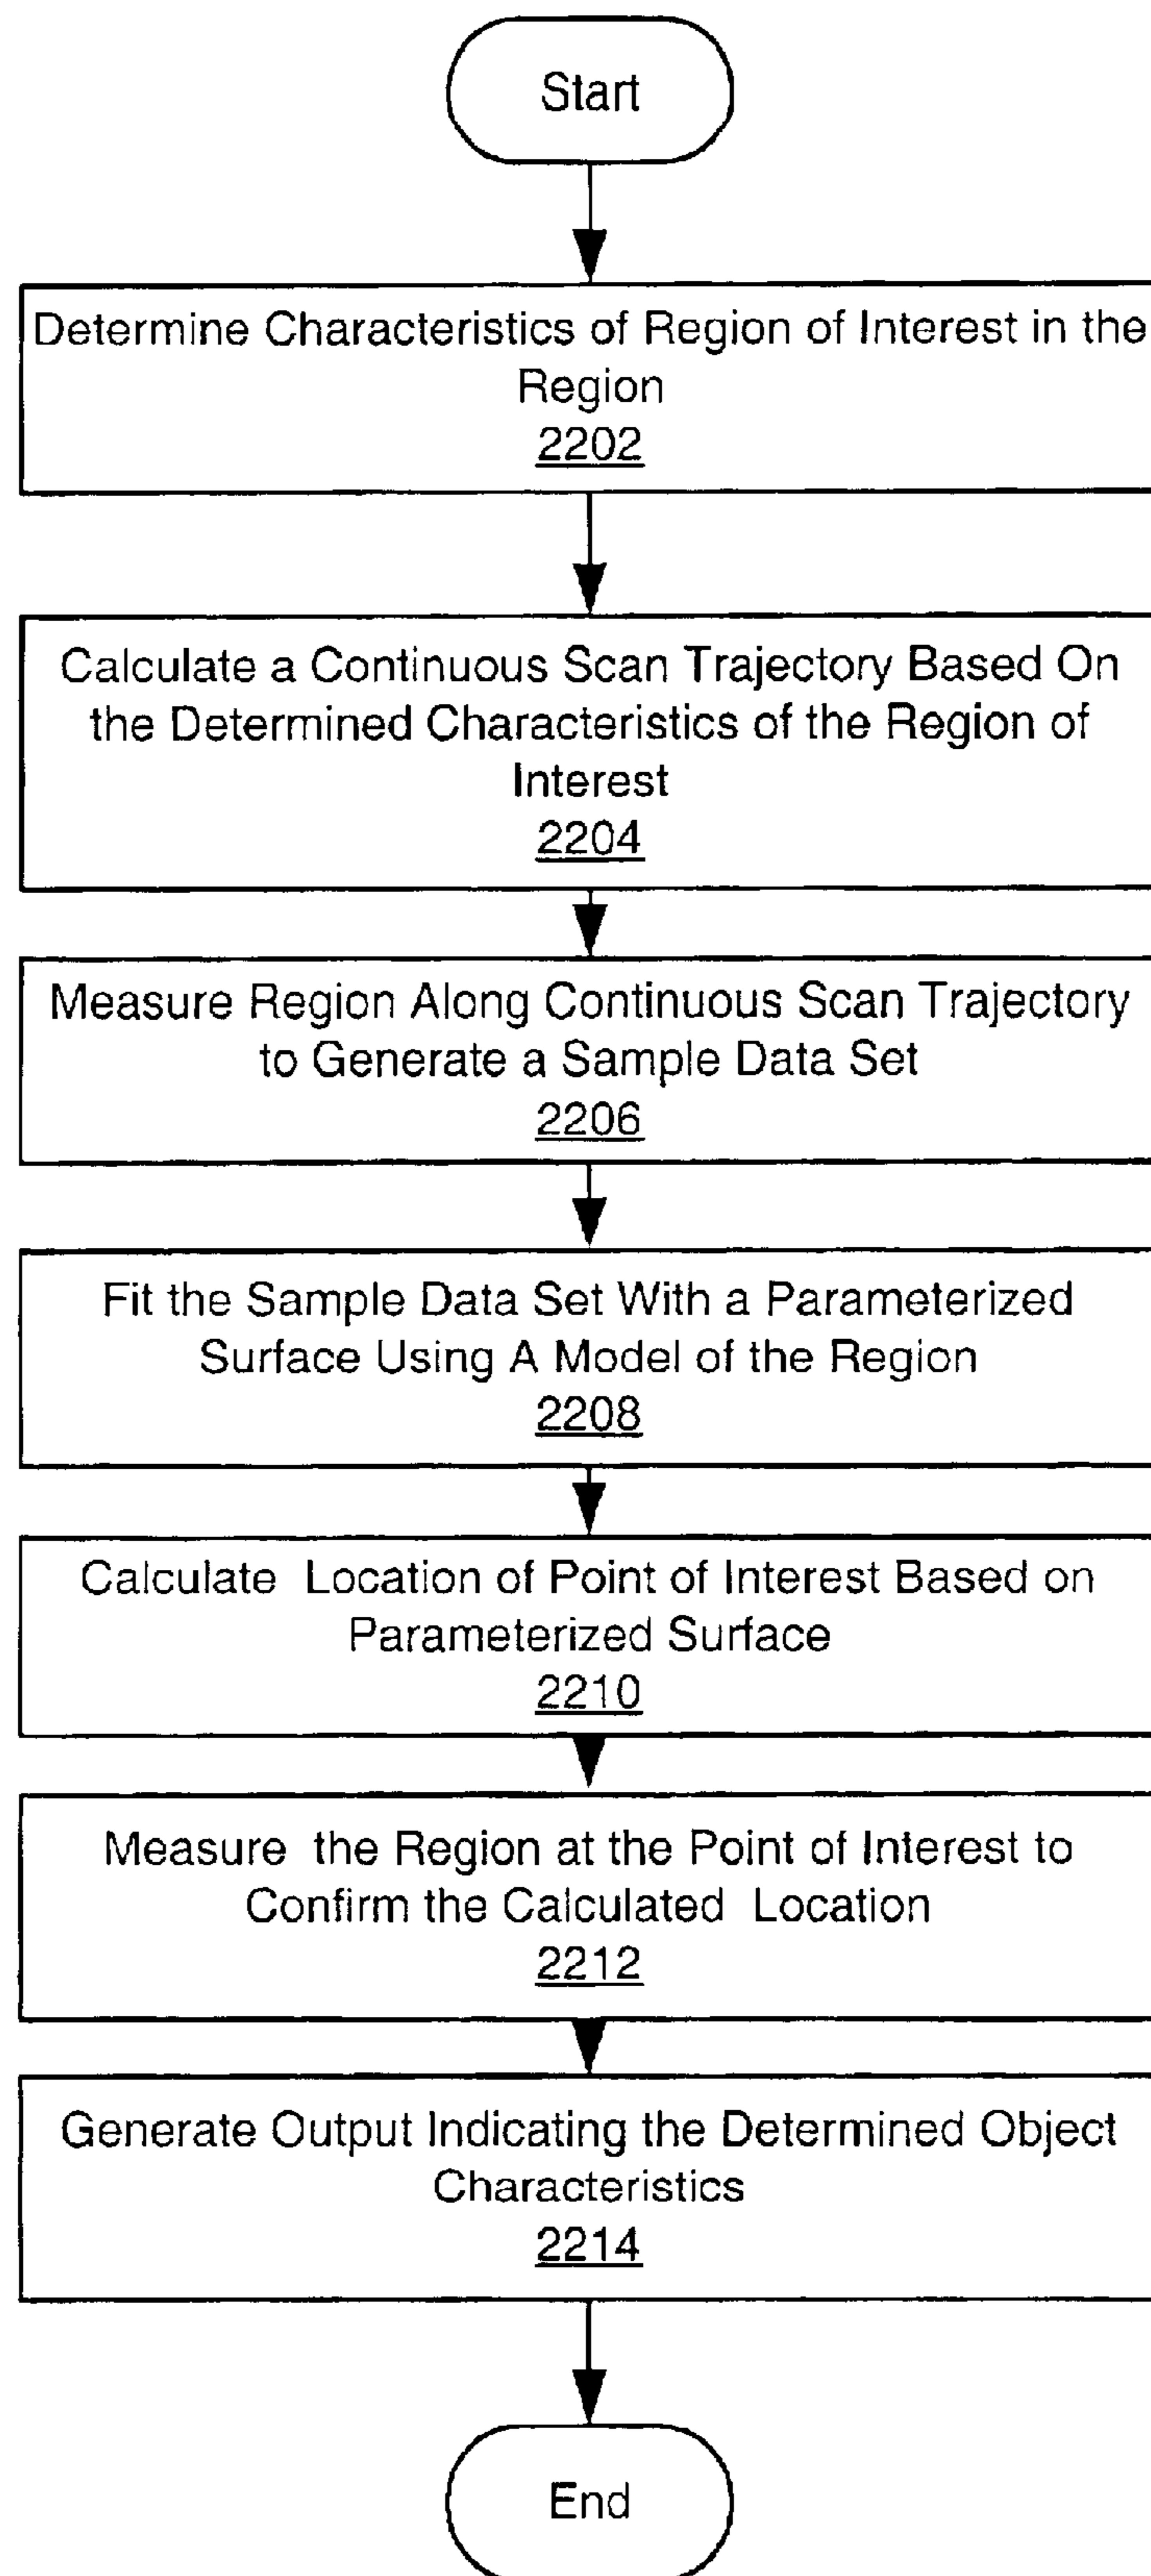 Start
Determine Characteristics of Region of Interest in the
Region
2202
Calculate a Continuous Scan Trajectory Based On
the Determined Characteristics of the Region of
Interest
2204
Measure Region Along Continuous Scan Trajectory
to Generate a Sample Data Set
2206
Fit the Sample Data Set With a Parameterized
Surface Using A Model of the Region
2208
Calculate Location of Point of Interest Based on
Parameterized Surface
2210
Measure the Region at the Point of Interest to
Confirm the Calculated Location
2212
Generate Output Indicating the Determined Object
Characteristics
2214
End